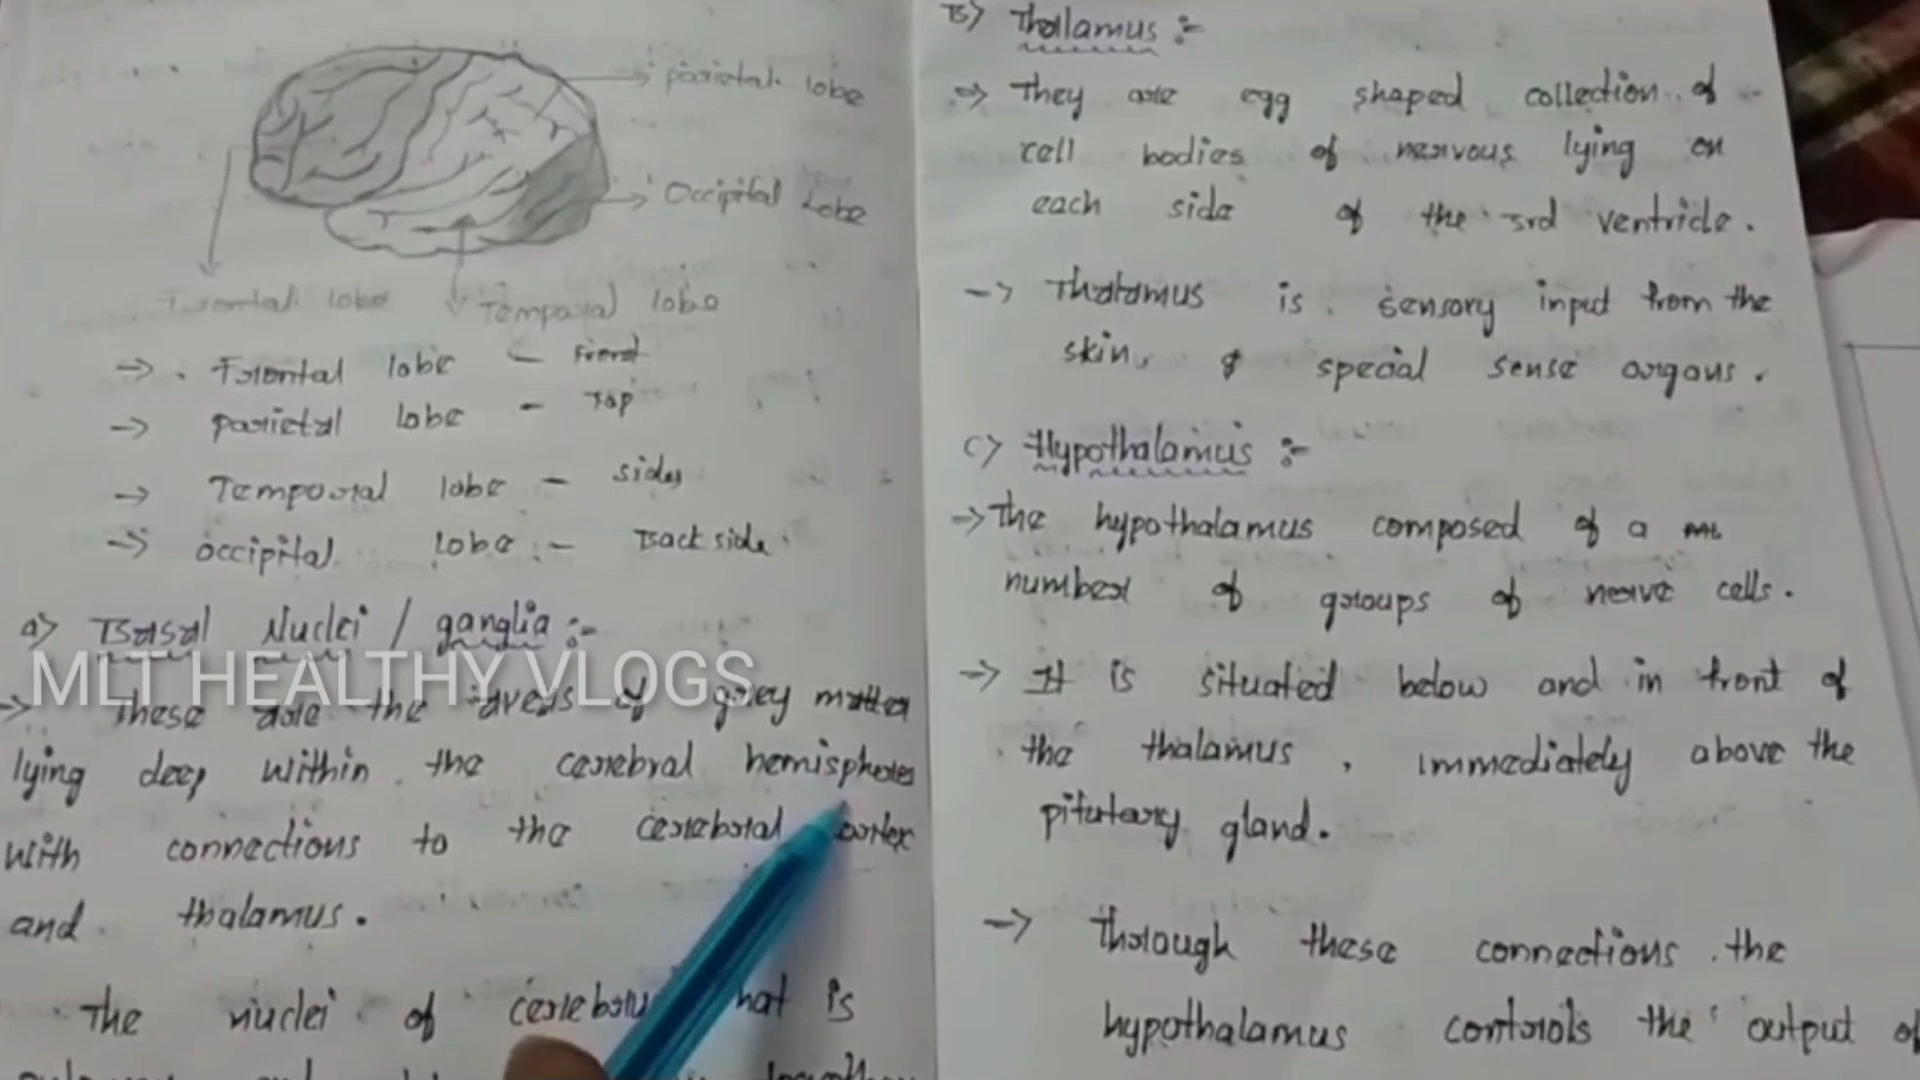 parietal lobe
Occipital Lobe
Frontal lobe
Temporal lobe
-> Frontal lobe - Front
-> parietal lobe - Top
-> Temporal lobe - sides
-> occipital lobe :- Back side.
a) Basal Nuclei / ganglia :-
MLT HEALTHY VLOGS
-> These are the areas of grey matter
lying deep within the cerebral hemispheres
with connections to the cerebral cortex
and thalamus.
The nuclei of is
B) Thallamus :-
=> They are egg shaped collection of
cell bodies of nervous lying on
each side of the 3rd ventricle.
-> Thalamus is sensory input from the
skin, & special sense organs.
C) Hypothalamus :-
-> The hypothalamus composed of a
number of groups of nerve cells.
-> It is situated below and in front of
the thalamus, immediately above the
pitutary gland.
-> Through these connections the
hypothalamus controls the output of